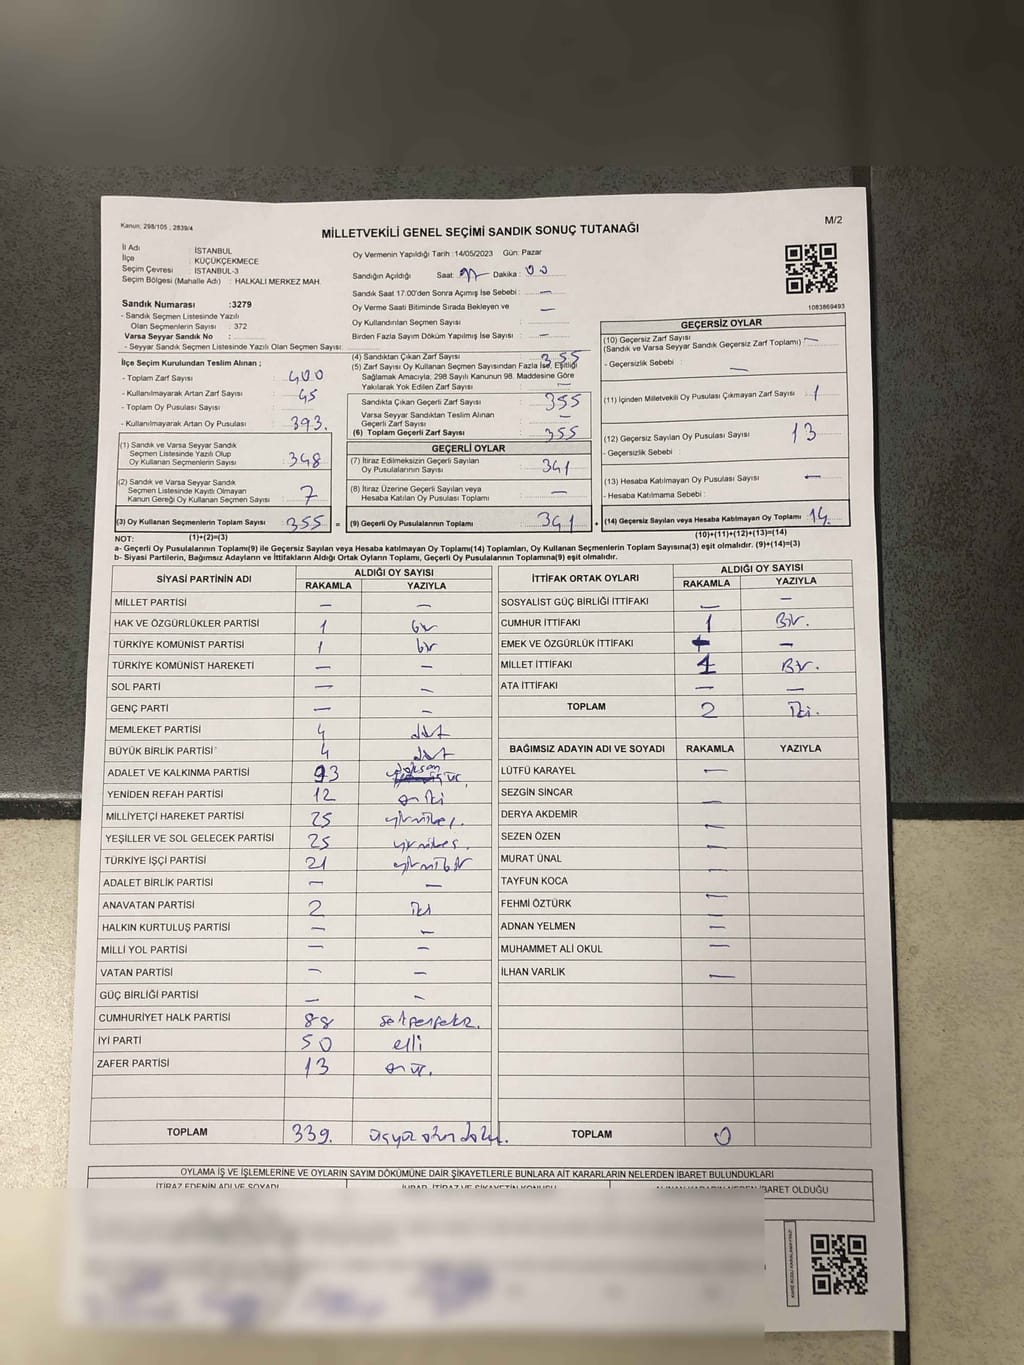 Kanun: 298/105 , 2839/4
M/2
MİLLETVEKİLİ GENEL SEÇİMİ SANDIK SONUÇ TUTANAĞI
İl Adı : İSTANBUL
İlçe : KÜÇÜKÇEKMECE
Seçim Çevresi : İSTANBUL-3
Seçim Bölgesi (Mahalle Adı) : HALKALI MERKEZ MAH.
Sandık Numarası :3279
- Sandık Seçmen Listesinde Yazılı
Olan Seçmenlerin Sayısı : 372
Varsa Seyyar Sandık No :
- Seyyar Sandık Seçmen Listesinde Yazılı Olan Seçmen Sayısı:
Oy Vermenin Yapıldığı Tarih :14/05/2023 Gün: Pazar
Sandığın Açıldığı Saat: 17 Dakika : 00
Sandık Saat 17:00'den Sonra Açılmış İse Sebebi : —
Oy Verme Saati Bitiminde Sırada Bekleyen ve
Oy Kullandırılan Seçmen Sayısı : —
Birden Fazla Sayım Döküm Yapılmış İse Sayısı : —
1083869493
İlçe Seçim Kurulundan Teslim Alınan ;
- Toplam Zarf Sayısı : 400
- Kullanılmayarak Artan Zarf Sayısı : 45
- Toplam Oy Pusulası Sayısı :
- Kullanılmayarak Artan Oy Pusulası : 393.
(1) Sandık ve Varsa Seyyar Sandık
Seçmen Listesinde Yazılı Olup
Oy Kullanan Seçmenlerin Sayısı : 348
(2) Sandık ve Varsa Seyyar Sandık
Seçmen Listesinde Kayıtlı Olmayan
Kanun Gereği Oy Kullanan Seçmen Sayısı : 7
(3) Oy Kullanan Seçmenlerin Toplam Sayısı : 355 =
(4) Sandıktan Çıkan Zarf Sayısı : 355
(5) Zarf Sayısı Oy Kullanan Seçmen Sayısından Fazla İse, Eşitliği
Sağlamak Amacıyla, 298 Sayılı Kanunun 98. Maddesine Göre
Yakılarak Yok Edilen Zarf Sayısı : —
Sandıkta Çıkan Geçerli Zarf Sayısı : 355
Varsa Seyyar Sandıktan Teslim Alınan
Geçerli Zarf Sayısı : —
(6) Toplam Geçerli Zarf Sayısı : 355
GEÇERLİ OYLAR
(7) İtiraz Edilmeksizin Geçerli Sayılan
Oy Pusulalarının Sayısı : 341
(8) İtiraz Üzerine Geçerli Sayılan veya
Hesaba Katılan Oy Pusulası Toplamı : —
(9) Geçerli Oy Pusulalarının Toplamı : 341 +
GEÇERSİZ OYLAR
(10) Geçersiz Zarf Sayısı
(Sandık ve Varsa Seyyar Sandık Geçersiz Zarf Toplamı) : —
- Geçersizlik Sebebi : —
(11) İçinden Milletvekili Oy Pusulası Çıkmayan Zarf Sayısı : 1
(12) Geçersiz Sayılan Oy Pusulası Sayısı : 13
- Geçersizlik Sebebi :
(13) Hesaba Katılmayan Oy Pusulası Sayısı : —
- Hesaba Katılmama Sebebi :
(14) Geçersiz Sayılan veya Hesaba Katılmayan Oy Toplamı : 14.
NOT: (1)+(2)=(3) (10)+(11)+(12)+(13)=(14)
a- Geçerli Oy Pusulaları Toplamı(9) ile Geçersiz Sayılan veya Hesaba katılmayan Oy Toplamı(14) Toplamları, Oy Kullanan Seçmenlerin Toplam Sayısına(3) eşit olmalıdır. (9)+(14)=(3)
b- Siyasi Partilerin, Bağımsız Adayların ve İttifakların Aldığı Ortak Oyların Toplamı, Geçerli Oy Pusulalarının Toplamına(9) eşit olmalıdır.
SİYASİ PARTİNİN ADI ALDIĞI OY SAYISI
RAKAMLA YAZIYLA
MİLLET PARTİSİ — —
HAK VE ÖZGÜRLÜKLER PARTİSİ 1 bir
TÜRKİYE KOMÜNİST PARTİSİ 1 bir
TÜRKİYE KOMÜNİST HAREKETİ — —
SOL PARTİ — —
GENÇ PARTİ — —
MEMLEKET PARTİSİ 4 dört
BÜYÜK BİRLİK PARTİSİ 4 dört
ADALET VE KALKINMA PARTİSİ 93
YENİDEN REFAH PARTİSİ 12 on iki
MİLLİYETÇİ HAREKET PARTİSİ 25 yirmibeş.
YEŞİLLER VE SOL GELECEK PARTİSİ 25 yirmibeş.
TÜRKİYE İŞÇİ PARTİSİ 21 yirmibir
ADALET BİRLİK PARTİSİ — —
ANAVATAN PARTİSİ 2 iki
HALKIN KURTULUŞ PARTİSİ — —
MİLLİ YOL PARTİSİ — —
VATAN PARTİSİ — —
GÜÇ BİRLİĞİ PARTİSİ — —
CUMHURİYET HALK PARTİSİ 88 seksensekiz.
İYİ PARTİ 50 elli
ZAFER PARTİSİ 13 on üç.
TOPLAM 339. üçyüz otuz dokuz.
İTTİFAK ORTAK OYLARI ALDIĞI OY SAYISI
RAKAMLA YAZIYLA
SOSYALİST GÜÇ BİRLİĞİ İTTİFAKI — —
CUMHUR İTTİFAKI 1 Bir.
EMEK VE ÖZGÜRLÜK İTTİFAKI — —
MİLLET İTTİFAKI 1 Bir.
ATA İTTİFAKI — —
TOPLAM 2 İki.
BAĞIMSIZ ADAYIN ADI VE SOYADI RAKAMLA YAZIYLA
LÜTFÜ KARAYEL —
SEZGİN SİNCAR —
DERYA AKDEMİR —
SEZEN ÖZEN —
MURAT ÜNAL
TAYFUN KOCA —
FEHMİ ÖZTÜRK —
ADNAN YELMEN —
MUHAMMET ALİ OKUL —
İLHAN VARLIK —
TOPLAM 0
OYLAMA İŞ VE İŞLEMLERİNE VE OYLARIN SAYIM DÖKÜMÜNE DAİR ŞİKAYETLERLE BUNLARA AİT KARARLARIN NELERDEN İBARET BULUNDUKLARI
İTİRAZ EDENİN ADI VE SOYADI
İBARET OLDUĞU